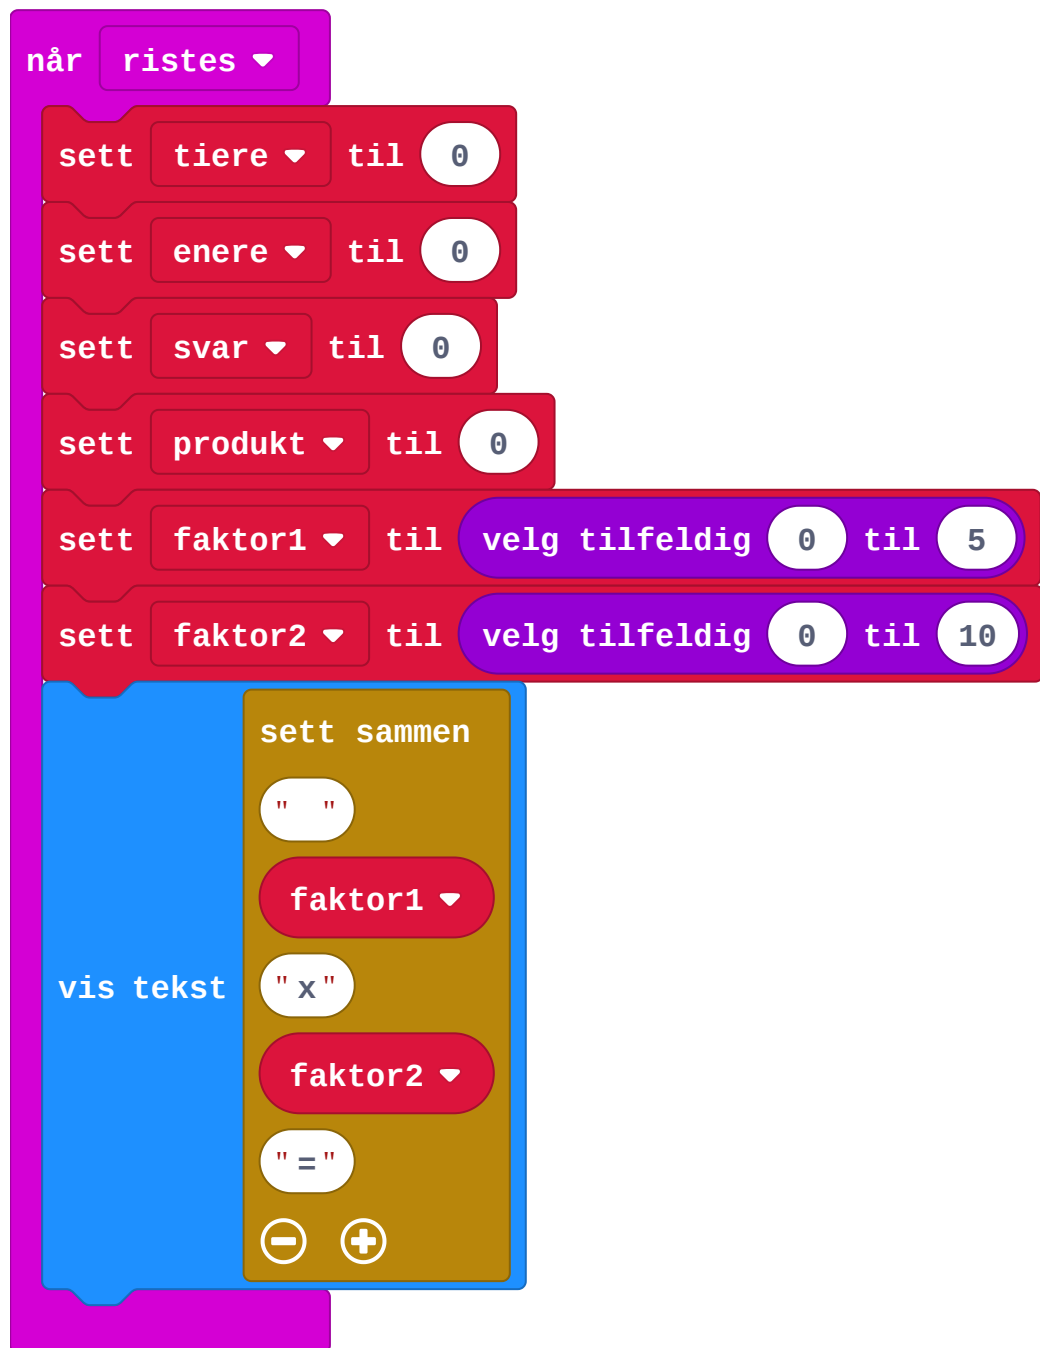 når ristes
sett tiere til 0
sett enere til 0
sett svar til 0
sett produkt til 0
sett faktor1 til velg tilfeldig 0 til 5
sett faktor2 til velg tilfeldig 0 til 10
sett sammen
" "
faktor1
vis tekst "x"
faktor2
"="